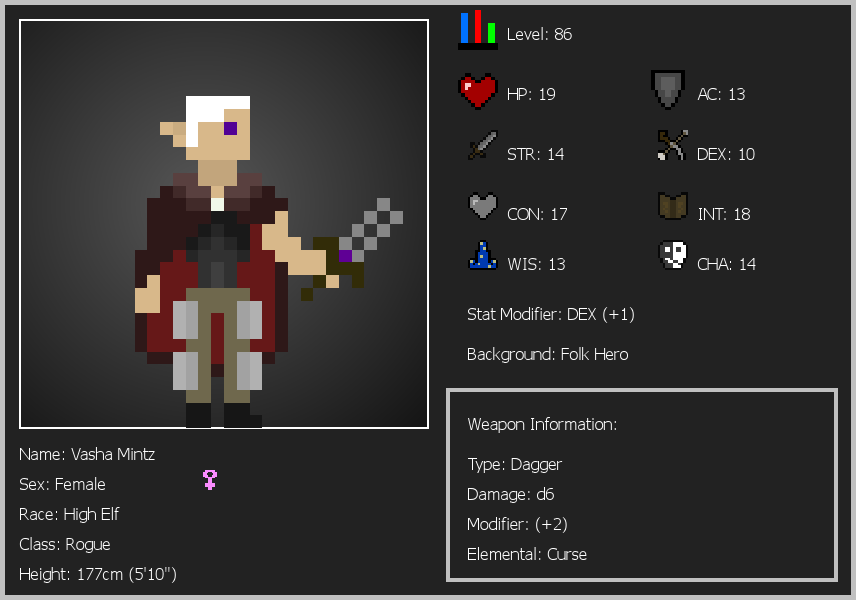 Level: 86
HP: 19
AC: 13
STR: 14
DEX: 10
CON: 17
INT: 18
WIS: 13
CHA: 14
Stat Modifier: DEX (+1)
Background: Folk Hero
Weapon Information:
Type: Dagger
Damage: d6
Modifier: (+2)
Elemental: Curse
Name: Vasha Mintz
Sex: Female
Race: High Elf
Class: Rogue
Height: 177cm (5'10")